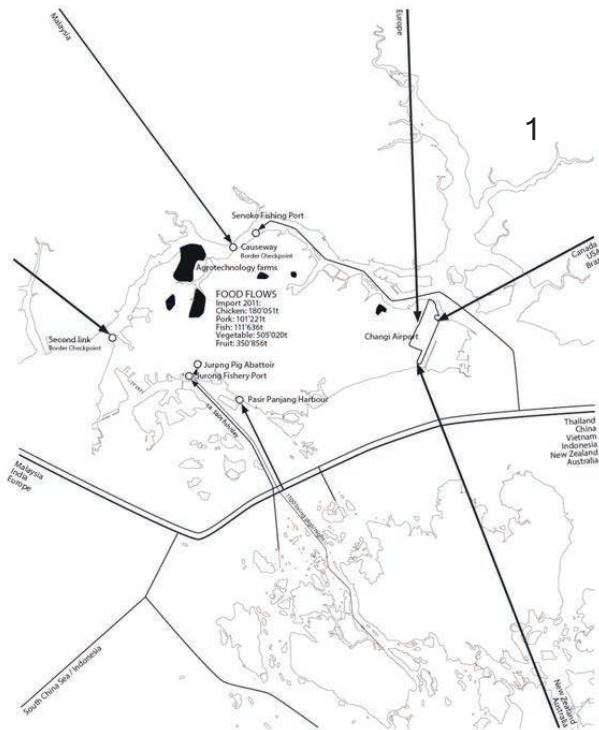 Malaysia
Europe
1
Senoko Fishing Port
Causeway
Border Checkpoint
Agrotechnology farms
Canada
USA
FOOD FLOWS
Import 2011:
Chicken: 180'051t
Pork: 101'221t
Fish: 111'636t
Vegetable: 505'020t
Fruit: 350'856t
Changi Airport
Second link
Border Checkpoint
Jurong Pig Abattoir
Jurong Fishery Port
Pasir Panjang Harbour
Thailand
China
Vietnam
Indonesia
New Zealand
Australia
Malaysia
India
Europe
South China Sea / Indonesia
New Zealand
Australia